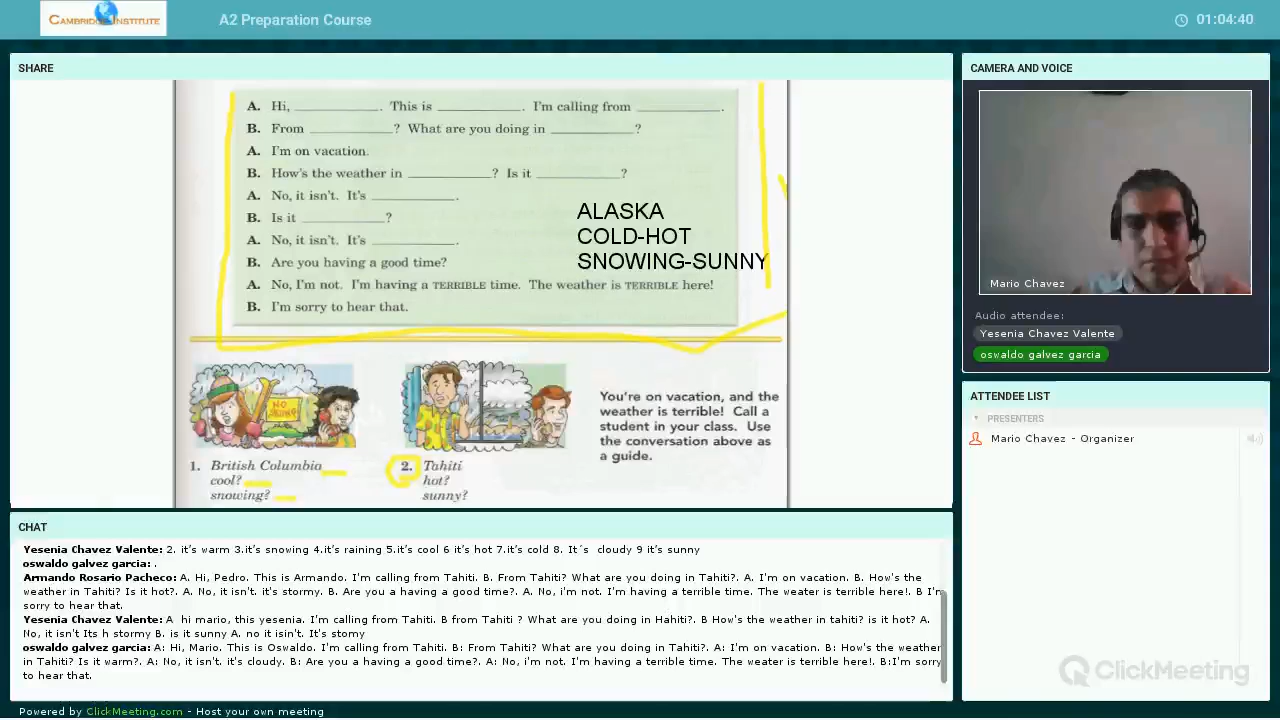 CAMBRIDGE INSTITUTE
A2 Preparation Course
01:04:40
SHARE
A. Hi, ____________. This is ____________. I'm calling from ____________.
B. From ____________? What are you doing in ____________?
A. I'm on vacation.
B. How's the weather in ____________? Is it ____________?
A. No, it isn't. It's ____________.
B. Is it ____________?
A. No, it isn't. It's ____________.
B. Are you having a good time?
A. No, I'm not. I'm having a TERRIBLE time. The weather is TERRIBLE here!
B. I'm sorry to hear that.
ALASKA
COLD-HOT
SNOWING-SUNNY
NO
SKIING
1. British Columbia
cool?
snowing?
2. Tahiti
hot?
sunny?
You're on vacation, and the
weather is terrible! Call a
student in your class. Use
the conversation above as
a guide.
CAMERA AND VOICE
Mario Chavez
Audio attendee:
Yesenia Chavez Valente
oswaldo galvez garcia
ATTENDEE LIST
PRESENTERS
Mario Chavez - Organizer
CHAT
Yesenia Chavez Valente: 2. it's warm 3.it's snowing 4.it's raining 5.it's cool 6 it's hot 7.it's cold 8. It´s cloudy 9 it's sunny
oswaldo galvez garcia: .
Armando Rosario Pacheco: A. Hi, Pedro. This is Armando. I'm calling from Tahiti. B. From Tahiti? What are you doing in Tahiti?. A. I'm on vacation. B. How's the
weather in Tahiti? Is it hot?. A. No, it isn't. it's stormy. B. Are you a having a good time?. A. No, i'm not. I'm having a terrible time. The weater is terrible here!. B I'm
sorry to hear that.
Yesenia Chavez Valente: A hi mario, this yesenia. I'm calling from Tahiti. B from Tahiti ? What are you doing in Hahiti?. B How's the weather in tahiti? is it hot? A.
No, it isn't Its h stormy B. is it sunny A. no it isin't. It's stomy
oswaldo galvez garcia: A: Hi, Mario. This is Oswaldo. I'm calling from Tahiti. B: From Tahiti? What are you doing in Tahiti?. A: I'm on vacation. B: How's the weather
in Tahiti? Is it warm?. A: No, it isn't. it's cloudy. B: Are you a having a good time?. A: No, i'm not. I'm having a terrible time. The weater is terrible here!. B:I'm sorry
to hear that.
ClickMeeting
Powered by ClickMeeting.com - Host your own meeting